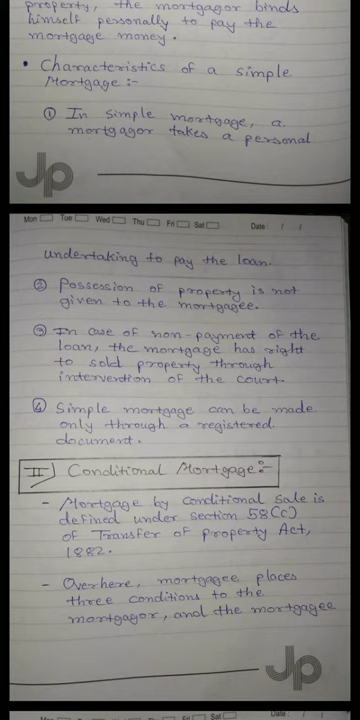 property, the mortgagor binds
himself personally to pay the
mortgage money.
• Characteristics of a simple
Mortgage :-
① In simple mortgage, a
mortgagor takes a personal
Jp
Mon Tue Wed Thu Fri Sat Date : / /
undertaking to pay the loan.
② Possession of property is not
given to the mortgagee.
③ In case of non-payment of the
loan, the mortgage has right
to sold property through
intervention of the court.
④ Simple mortgage can be made
only through a registered
document.
II) Conditional Mortgage :-
- Mortgage by conditional sale is
defined under section 58(c)
of Transfer of Property Act,
1882.
- Overhere, mortgagee places
three conditions to the
mortgagor, and the mortgagee
Jp
Fri Sat Date : /